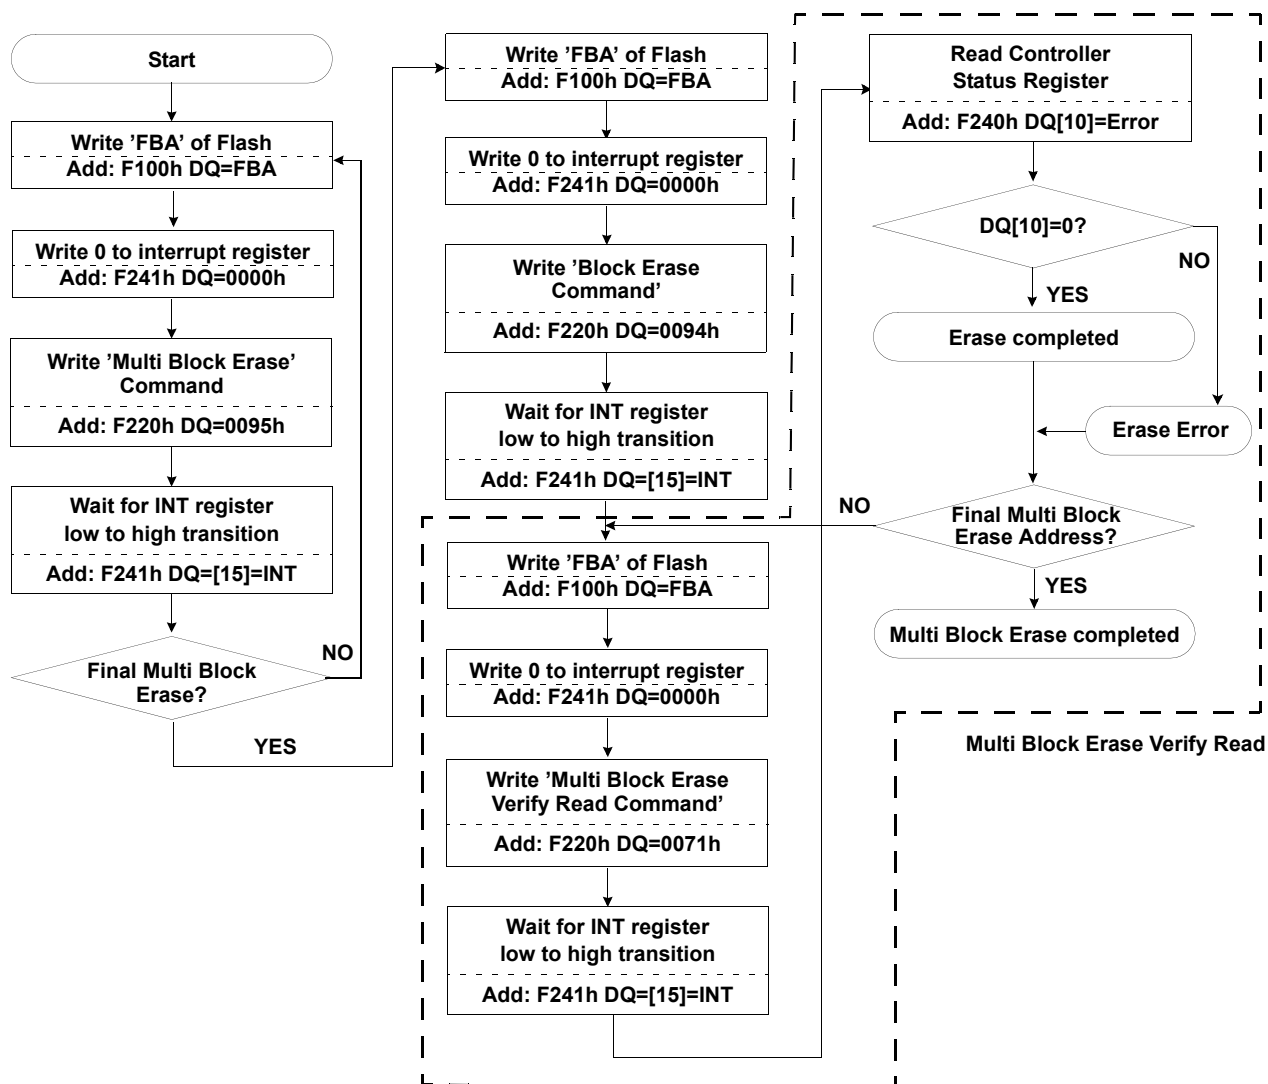 Start
Write ’FBA’ of Flash
Add: F100h DQ=FBA
Write 0 to interrupt register
Add: F241h DQ=0000h
Write ’Multi Block Erase’
Command
Add: F220h DQ=0095h
Wait for INT register
low to high transition
Add: F241h DQ=[15]=INT
Final Multi Block
Erase?
NO
YES
Write ’FBA’ of Flash
Add: F100h DQ=FBA
Write 0 to interrupt register
Add: F241h DQ=0000h
Write ’Block Erase
Command’
Add: F220h DQ=0094h
Wait for INT register
low to high transition
Add: F241h DQ=[15]=INT
Write ’FBA’ of Flash
Add: F100h DQ=FBA
Write 0 to interrupt register
Add: F241h DQ=0000h
Write ’Multi Block Erase
Verify Read Command’
Add: F220h DQ=0071h
Wait for INT register
low to high transition
Add: F241h DQ=[15]=INT
Read Controller
Status Register
Add: F240h DQ[10]=Error
DQ[10]=0?
NO
YES
Erase completed
Erase Error
Final Multi Block
Erase Address?
NO
YES
Multi Block Erase completed
Multi Block Erase Verify Read